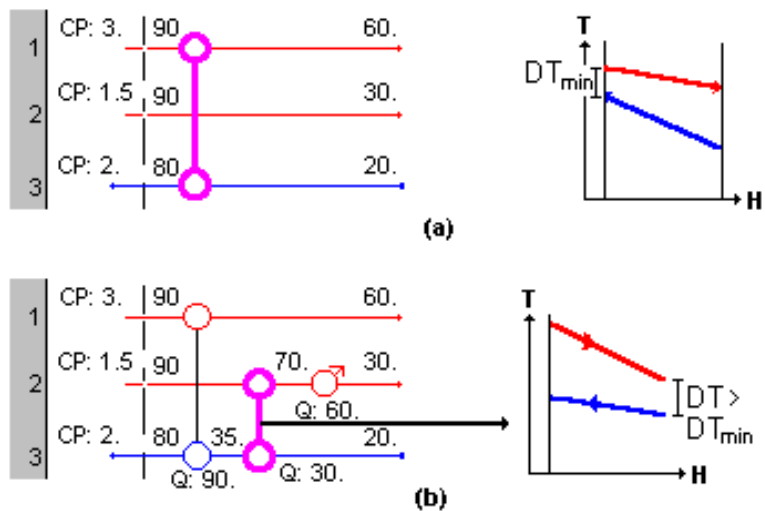 CP: 3. 90 60.
1
CP: 1.5 90 30.
2
CP: 2. 80 20.
3
T
DTmin
H
(a)
CP: 3. 90 60.
1
CP: 1.5 90 70. 30.
2
Q: 60.
CP: 2. 80 35. 20.
3
Q: 90. Q: 30.
T
DT >
DTmin
H
(b)